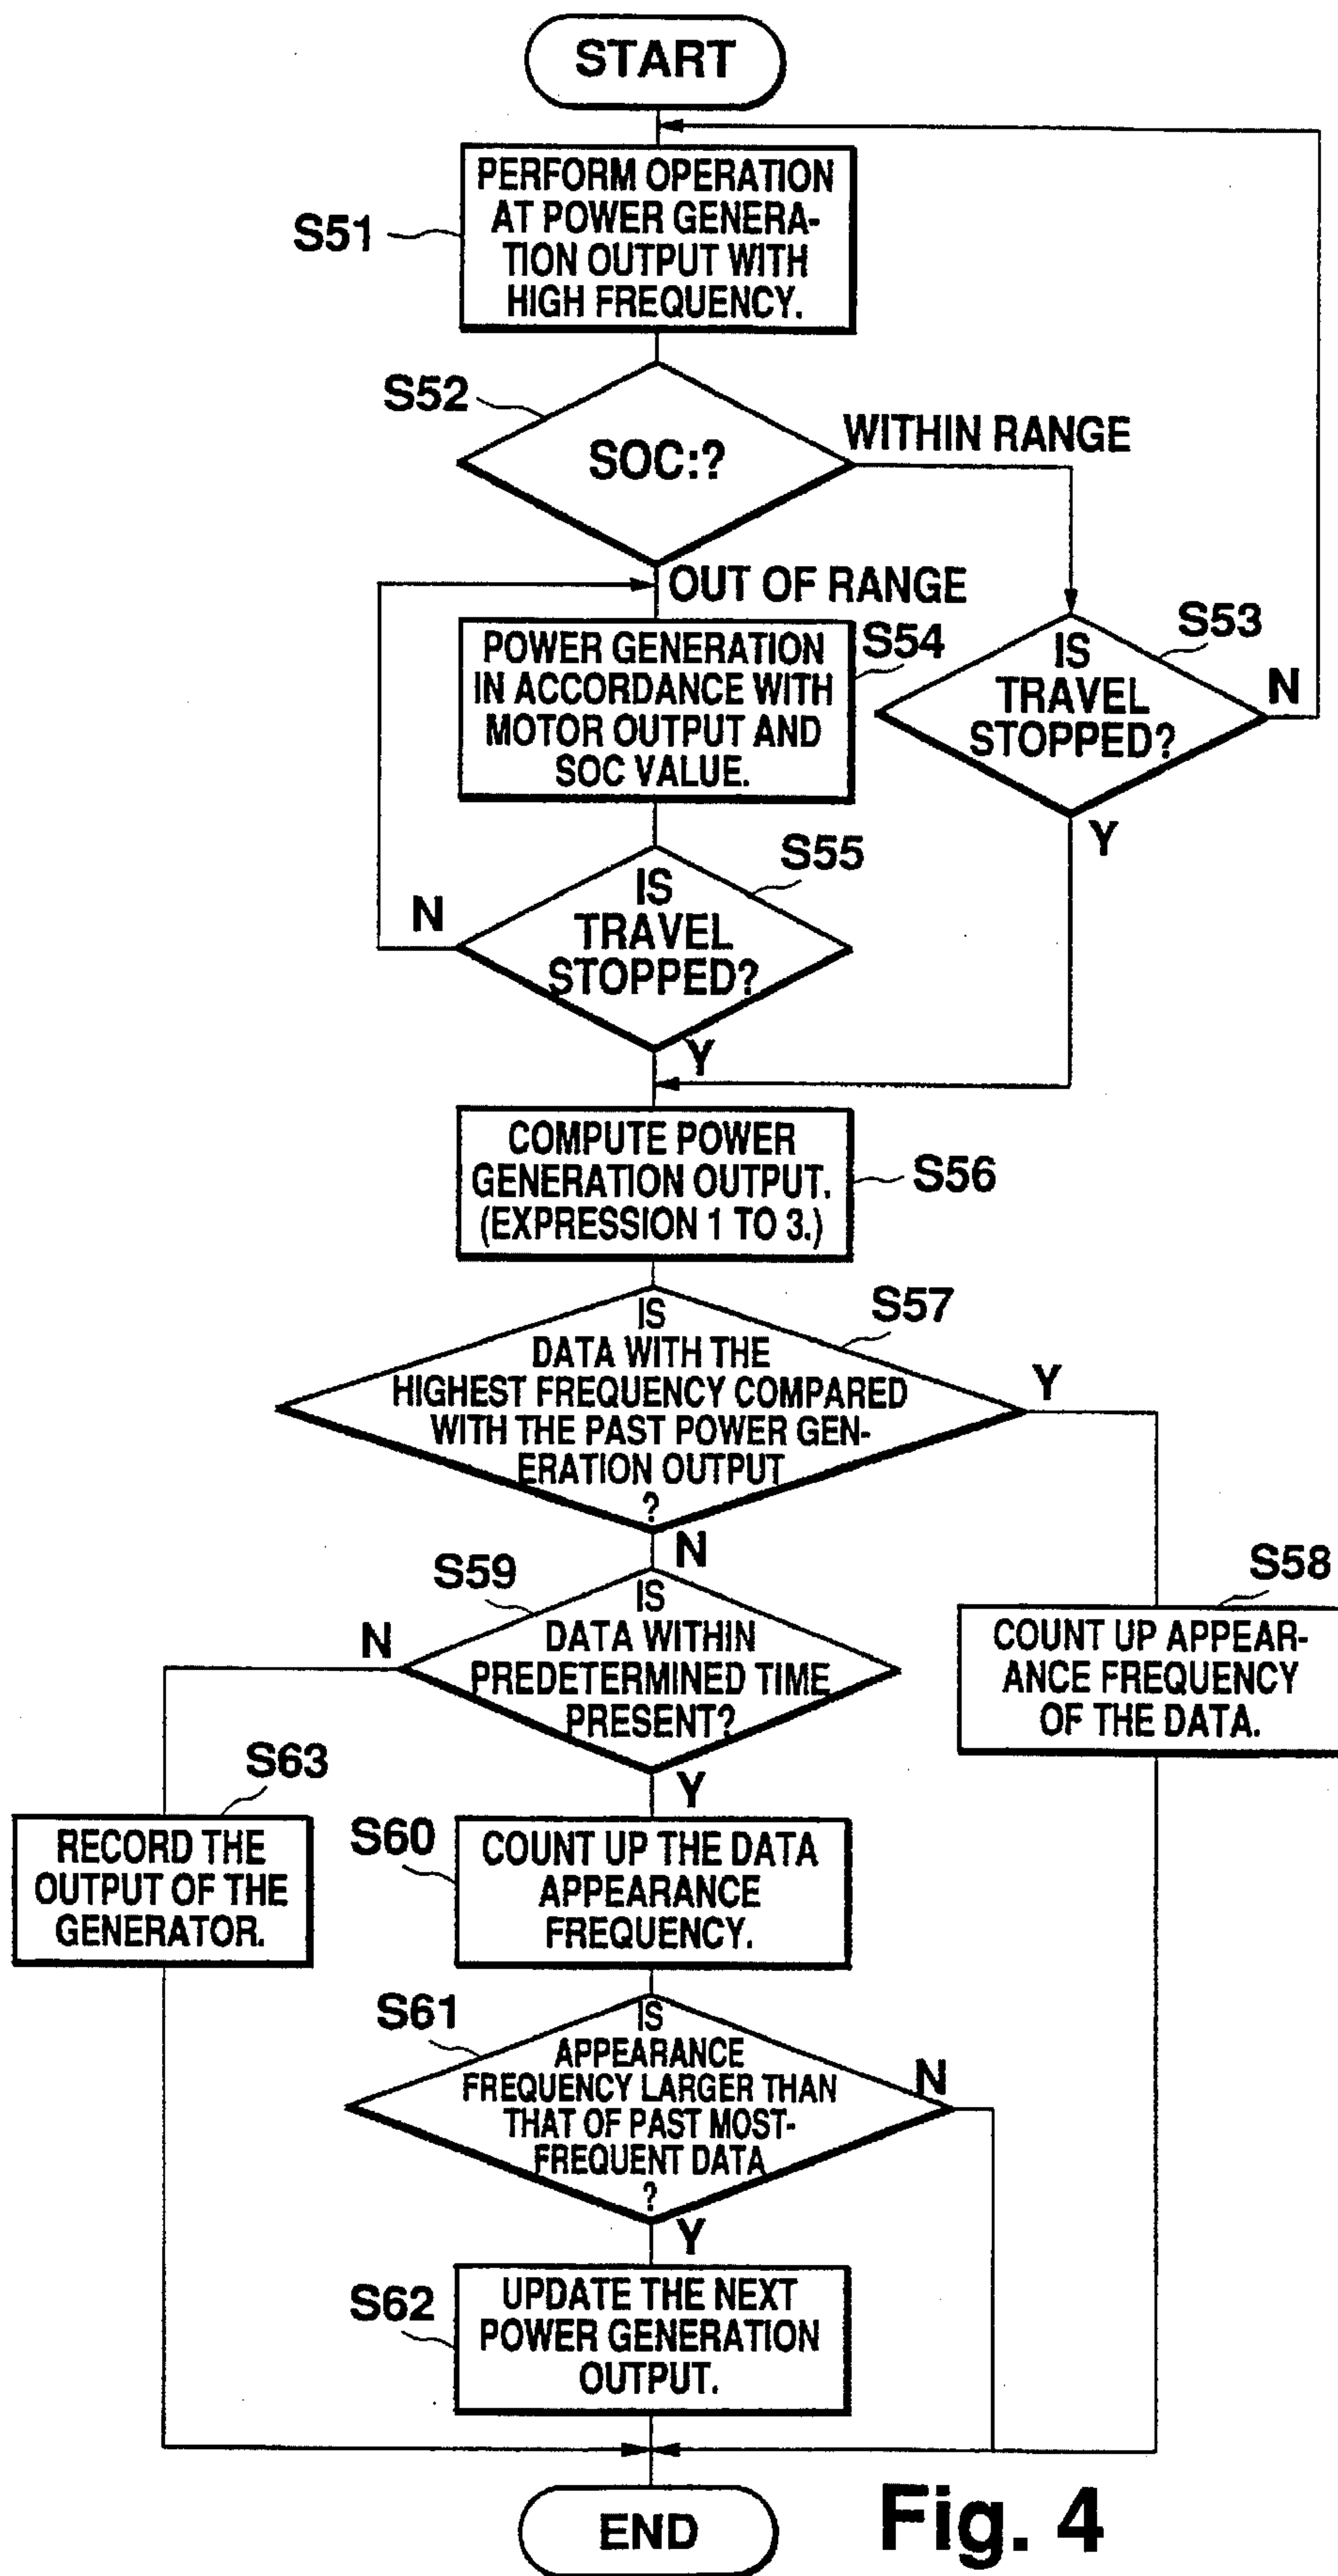 START
PERFORM OPERATION
AT POWER GENERA-
TION OUTPUT WITH
HIGH FREQUENCY.
S51
S52
SOC:?
WITHIN RANGE
OUT OF RANGE
S53
IS
TRAVEL
STOPPED?
N
Y
S54
POWER GENERATION
IN ACCORDANCE WITH
MOTOR OUTPUT AND
SOC VALUE.
S55
IS
TRAVEL
STOPPED?
N
Y
COMPUTE POWER
GENERATION OUTPUT.
(EXPRESSION 1 TO 3.)
S56
S57
IS
DATA WITH THE
HIGHEST FREQUENCY COMPARED
WITH THE PAST POWER GEN-
ERATION OUTPUT
?
Y
N
S58
COUNT UP APPEAR-
ANCE FREQUENCY
OF THE DATA.
S59
IS
DATA WITHIN
PREDETERMINED TIME
PRESENT?
N
Y
S63
RECORD THE
OUTPUT OF THE
GENERATOR.
S60
COUNT UP THE DATA
APPEARANCE
FREQUENCY.
S61
IS
APPEARANCE
FREQUENCY LARGER THAN
THAT OF PAST MOST-
FREQUENT DATA
?
N
Y
S62
UPDATE THE NEXT
POWER GENERATION
OUTPUT.
END
Fig. 4